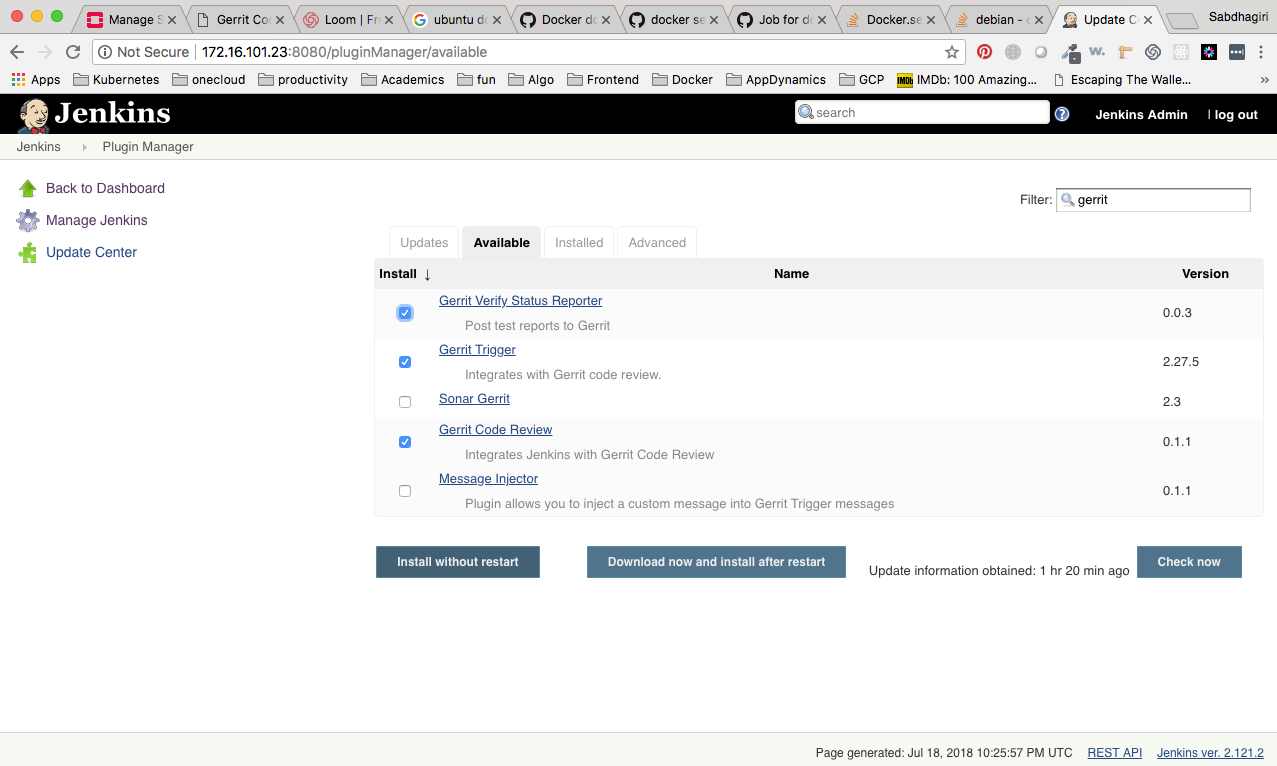 Manage S
Gerrit Co
Loom | Fr
ubuntu do
Docker do
docker se
Job for do
Docker.se
debian - d
Update C
Sabdhagiri
Not Secure
172.16.101.23:8080/pluginManager/available
Apps Kubernetes onecloud productivity Academics fun Algo Frontend Docker AppDynamics GCP IMDb IMDb: 100 Amazing... Escaping The Walle... »
Jenkins
search
Jenkins Admin
| log out
Jenkins Plugin Manager
Back to Dashboard
Manage Jenkins
Update Center
Filter: gerrit
Updates Available Installed Advanced
Install ↓ Name Version
Gerrit Verify Status Reporter
Post test reports to Gerrit
0.0.3
Gerrit Trigger
Integrates with Gerrit code review.
2.27.5
Sonar Gerrit
2.3
Gerrit Code Review
Integrates Jenkins with Gerrit Code Review
0.1.1
Message Injector
Plugin allows you to inject a custom message into Gerrit Trigger messages
0.1.1
Install without restart
Download now and install after restart
Update information obtained: 1 hr 20 min ago
Check now
Page generated: Jul 18, 2018 10:25:57 PM UTC REST API Jenkins ver. 2.121.2